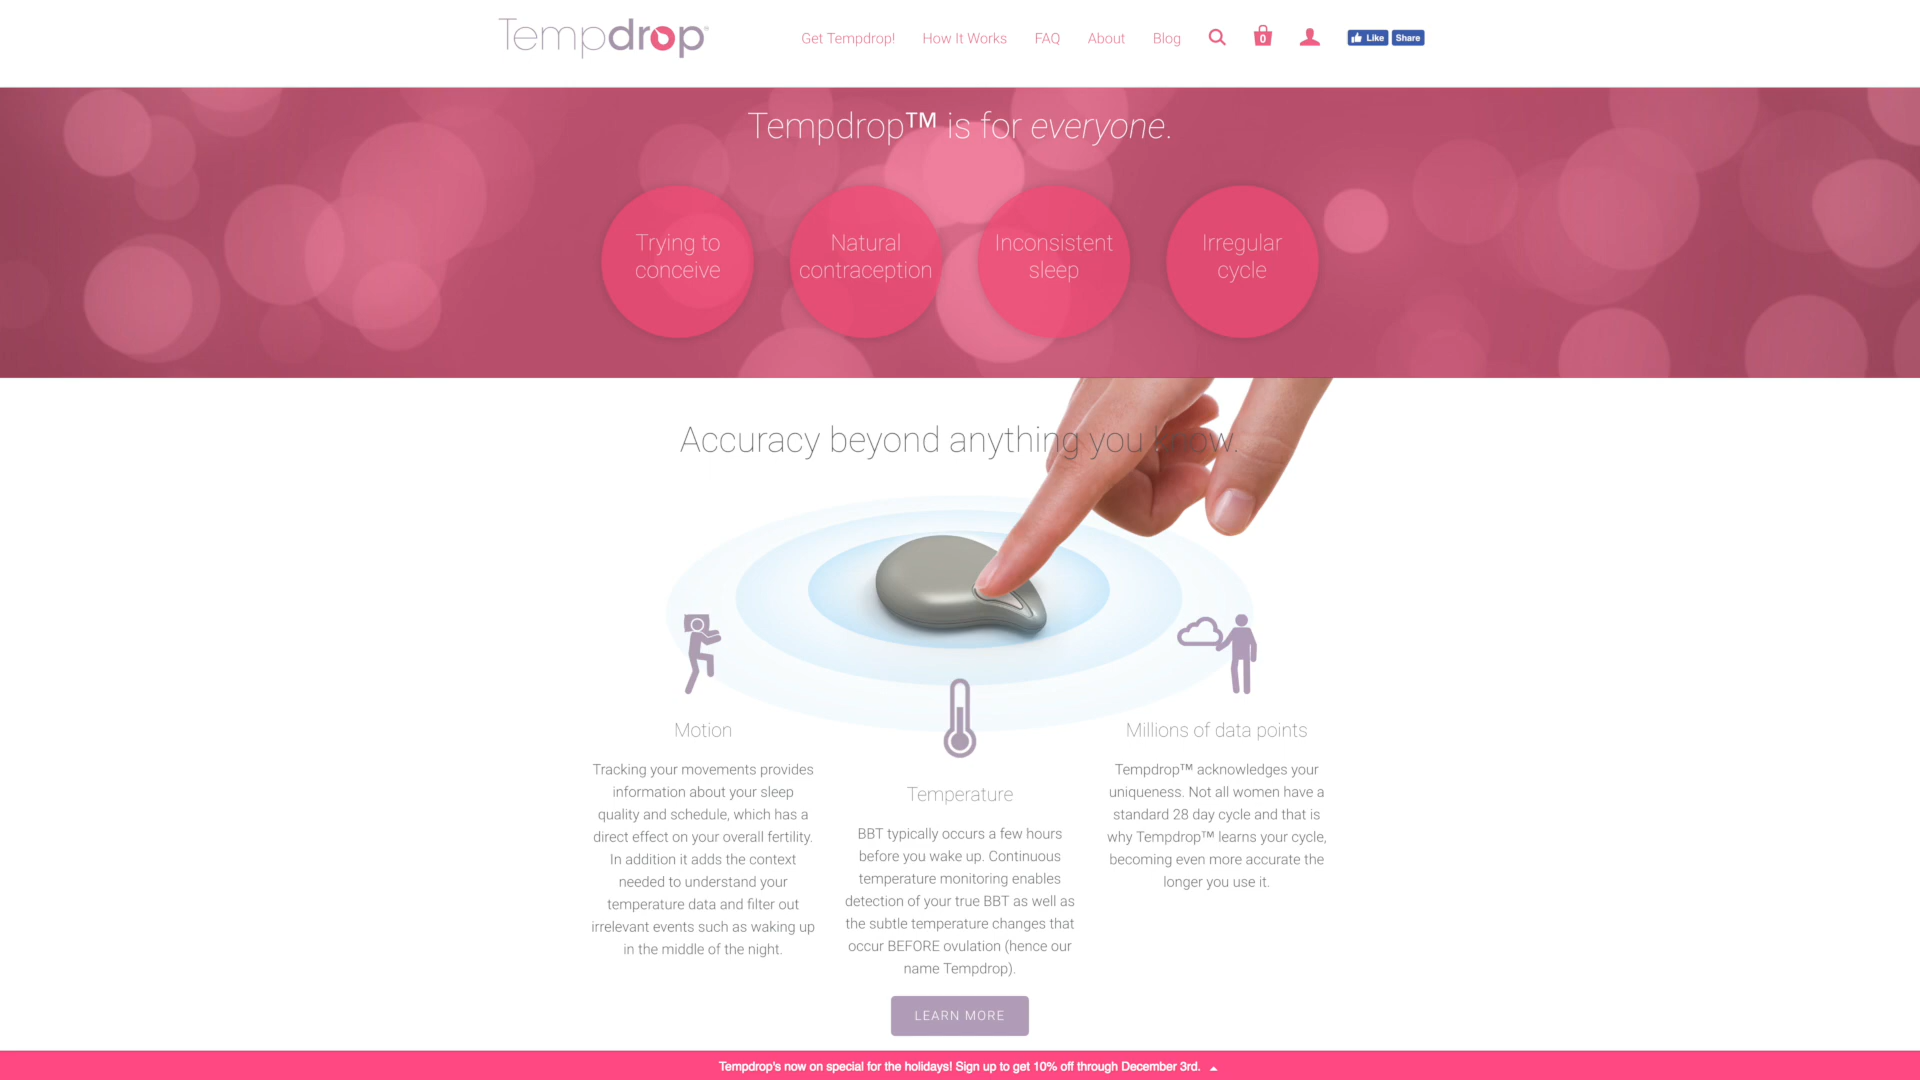 Tempdrop
Get Tempdrop!
How It Works
FAQ
About
Blog
0
Like
Share
Tempdrop™ is for everyone.
Trying to
conceive
Natural
contraception
Inconsistent
sleep
Irregular
cycle
Accuracy beyond anything you know.
Motion
Tracking your movements provides
information about your sleep
quality and schedule, which has a
direct effect on your overall fertility.
In addition it adds the context
needed to understand your
temperature data and filter out
irrelevant events such as waking up
in the middle of the night.
Temperature
BBT typically occurs a few hours
before you wake up. Continuous
temperature monitoring enables
detection of your true BBT as well as
the subtle temperature changes that
occur BEFORE ovulation (hence our
name Tempdrop).
Millions of data points
Tempdrop™ acknowledges your
uniqueness. Not all women have a
standard 28 day cycle and that is
why Tempdrop™ learns your cycle,
becoming even more accurate the
longer you use it.
LEARN MORE
Tempdrop's now on special for the holidays! Sign up to get 10% off through December 3rd.